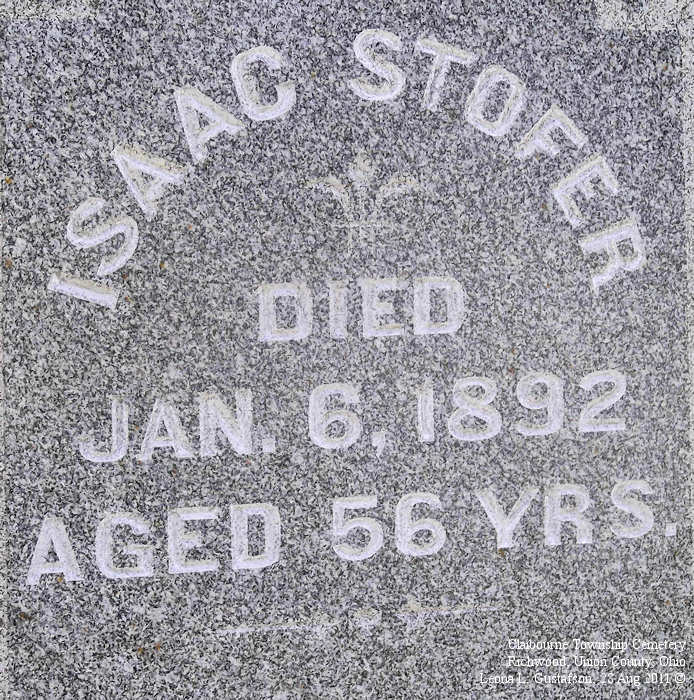 ISAAC STOFER
DIED
JAN. 6, 1892
AGED 56 YRS.
Claibourne Township Cemetery
Richwood, Union County, Ohio
Leona L. Gustafson, 23 Aug 2011 ©